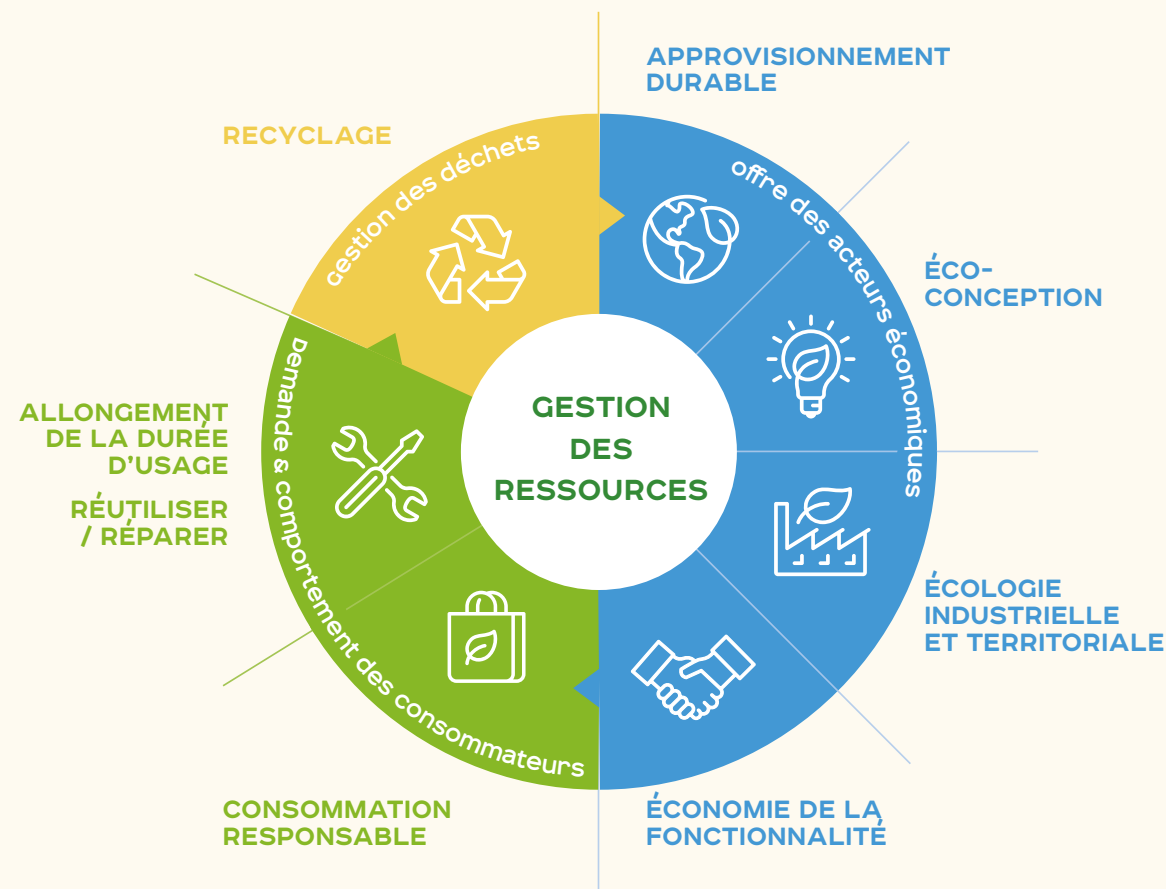 APPROVISIONNEMENT
DURABLE
RECYCLAGE
gestion des déchets
offre des acteurs économiques
ÉCO-
CONCEPTION
Demande & comportement des consommateurs
GESTION
DES
RESSOURCES
ALLONGEMENT
DE LA DURÉE
D'USAGE
RÉUTILISER
/ RÉPARER
ÉCOLOGIE
INDUSTRIELLE
ET TERRITORIALE
CONSOMMATION
RESPONSABLE
ÉCONOMIE DE LA
FONCTIONNALITÉ